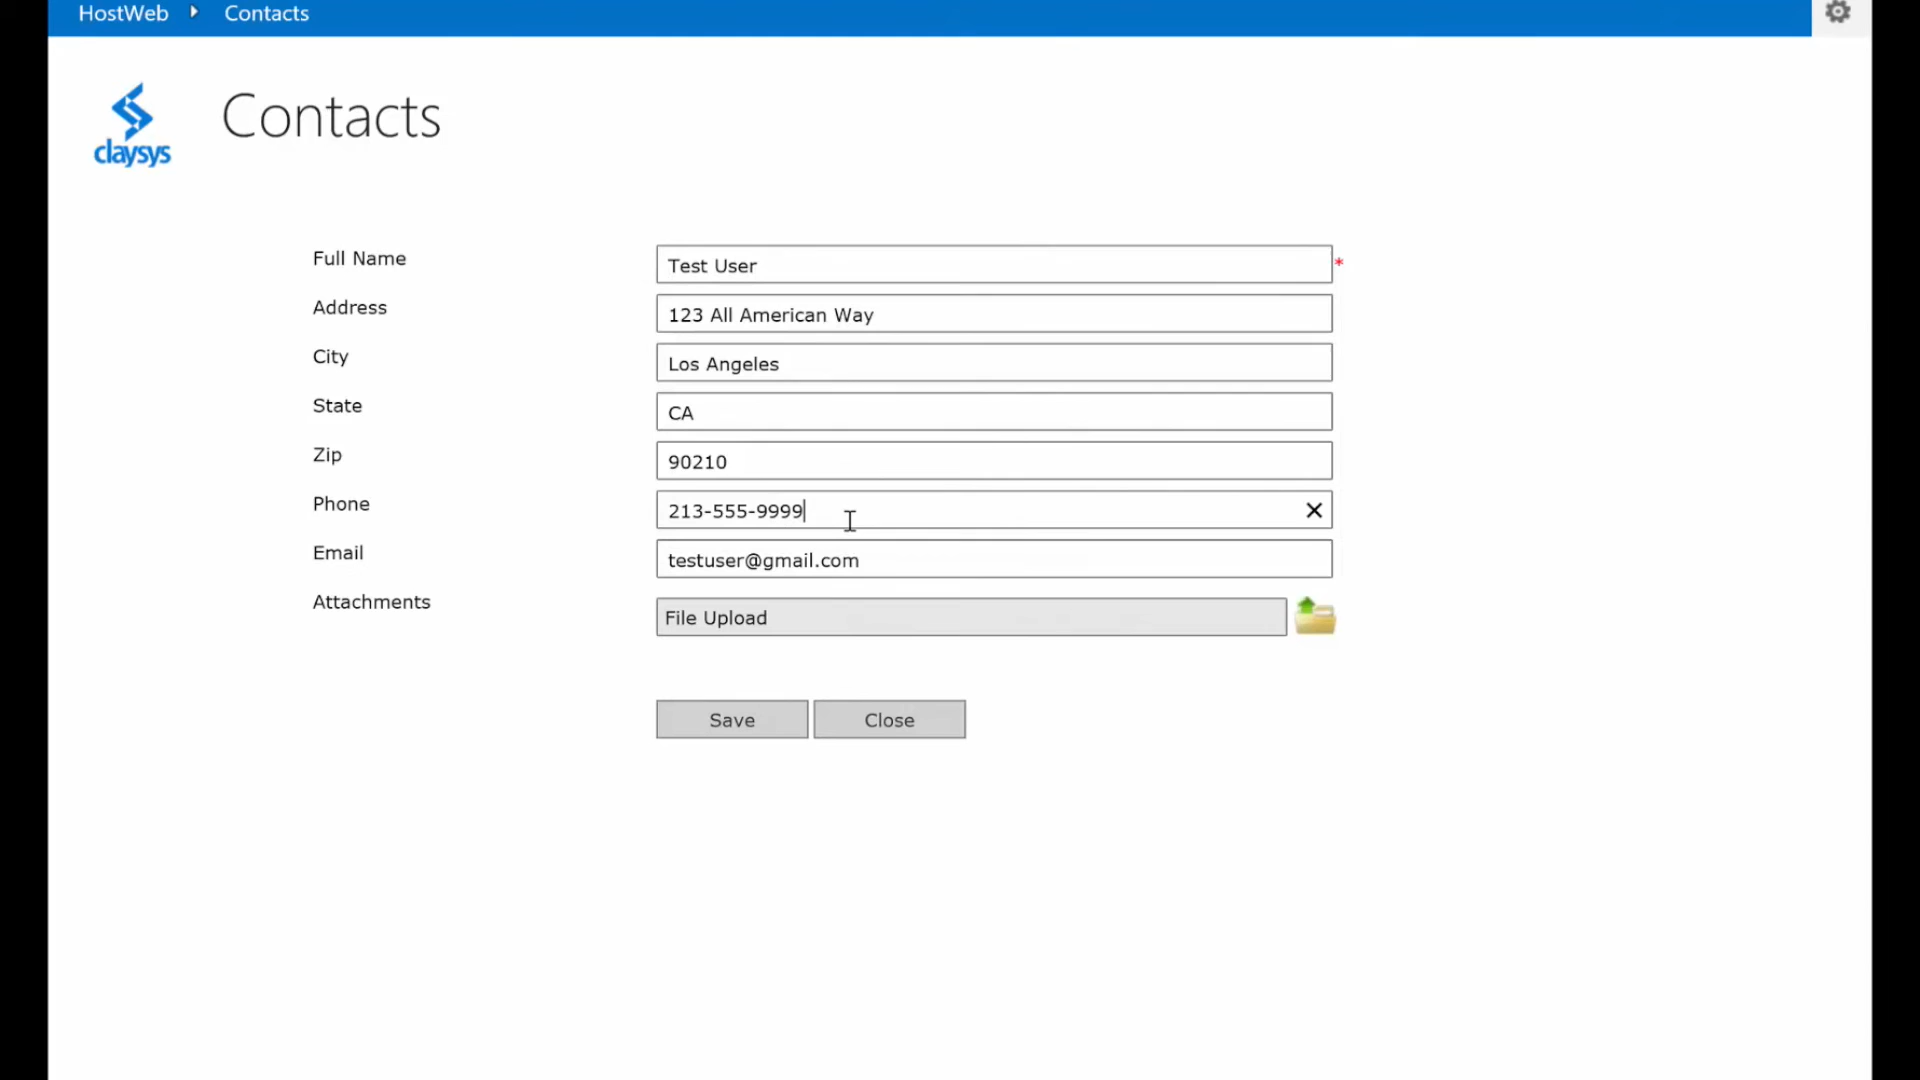 HostWeb Contacts
claysys
Contacts
Full Name
Test User *
Address
123 All American Way
City
Los Angeles
State
CA
Zip
90210
Phone
213-555-9999
Email
testuser@gmail.com
Attachments
File Upload
Save Close